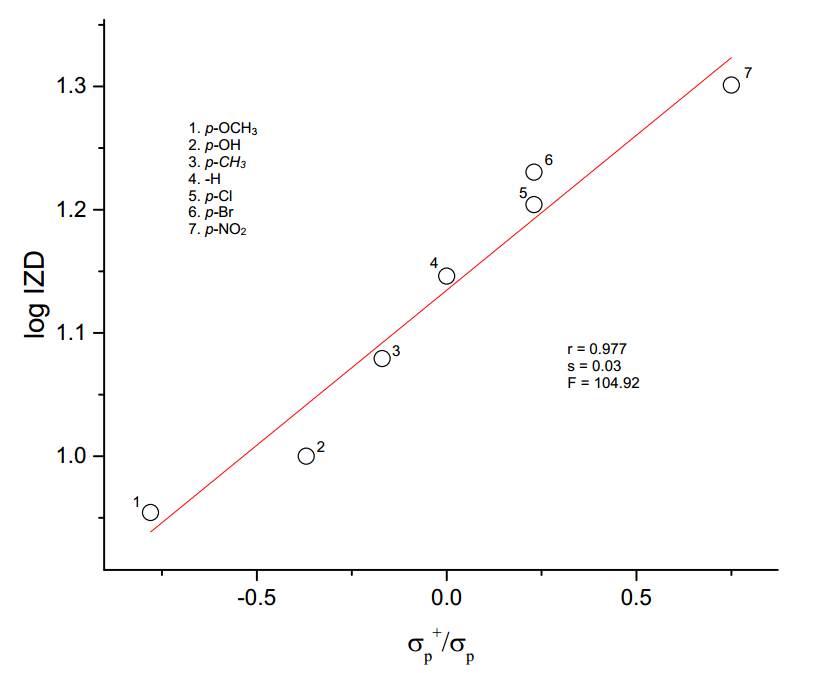 1.3
1.2
1.1
1.0
log IZD
1. p-OCH₃
2. p-OH
3. p-CH₃
4. -H
5. p-Cl
6. p-Br
7. p-NO₂
7
6
5
4
3
2
1
r = 0.977
s = 0.03
F = 104.92
-0.5
0.0
0.5
σₚ⁺/σₚ